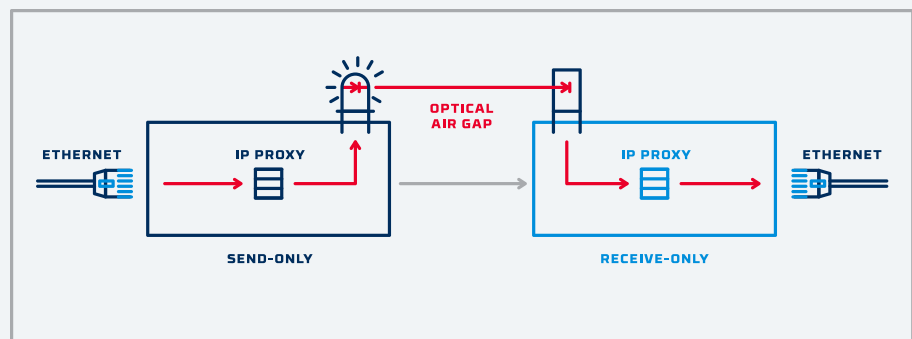 OPTICAL
AIR GAP
ETHERNET
IP PROXY
IP PROXY
ETHERNET
SEND-ONLY
RECEIVE-ONLY